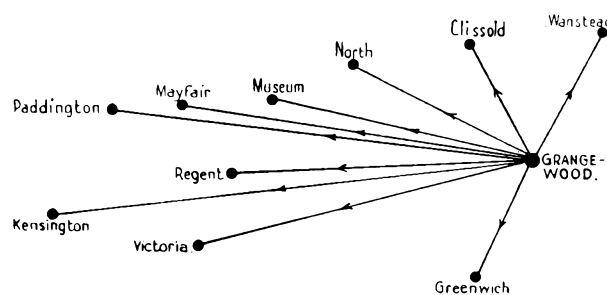 Wanstead
Clissold
North
Museum
Mayfair
Paddington
GRANGE-
WOOD.
Regent
Kensington
Victoria
Greenwich